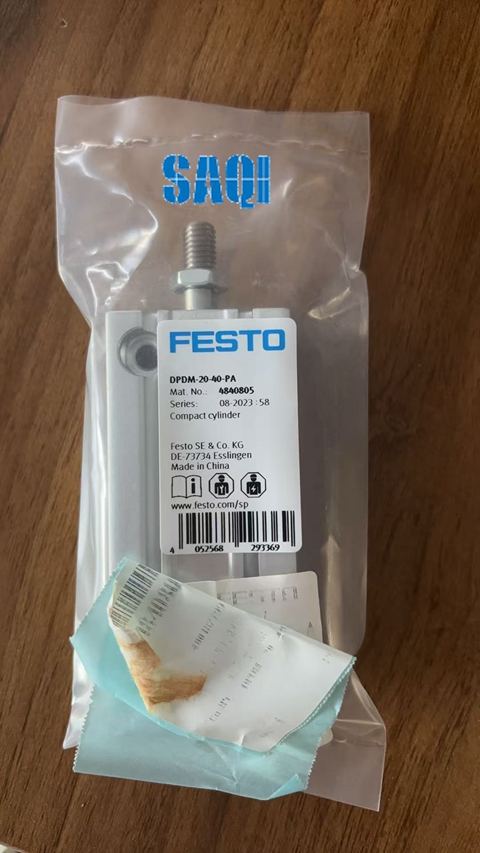 SAQI
FESTO
DPDM-20-40-PA
Mat. No.: 4840805
Series: 08-2023 : 58
Compact cylinder
Festo SE & Co. KG
DE-73734 Esslingen
Made in China
www.festo.com/sp
4 052568 293369